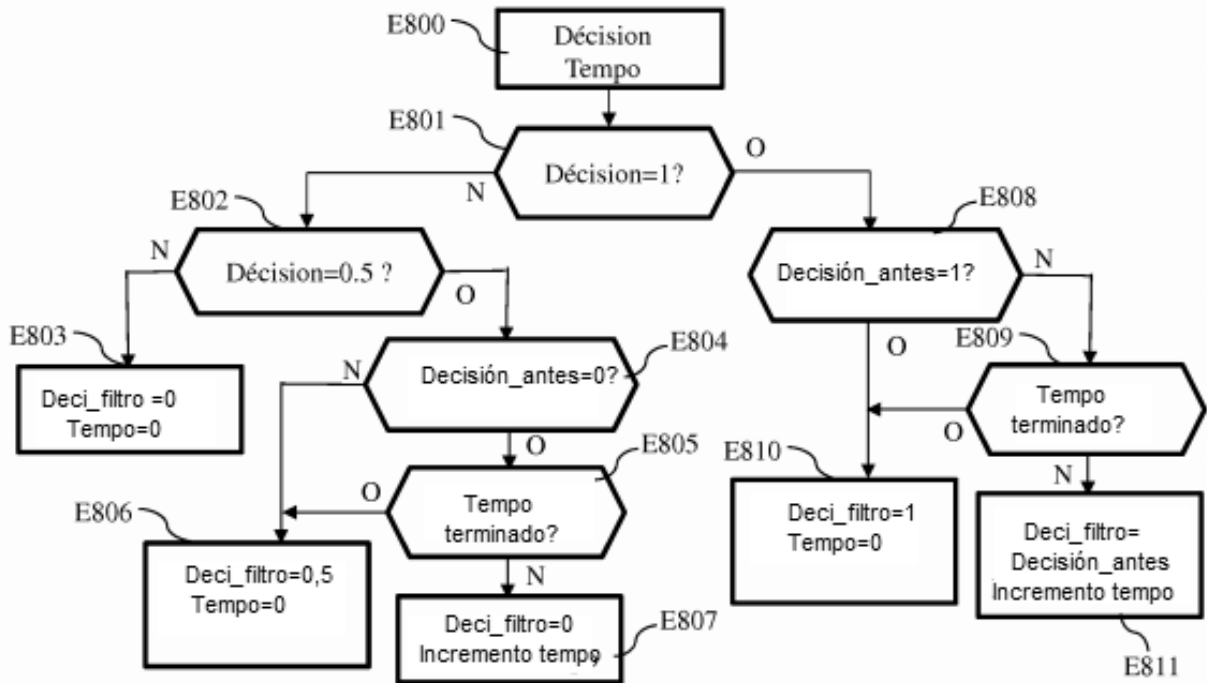 E800
Décision
Tempo
E801
Décision=1?
N
O
E802
Décision=0.5 ?
N
O
E808
Decisión_antes=1?
N
O
E803
Deci_filtro =0
Tempo=0
E804
Decisión_antes=0?
N
O
E809
Tempo
terminado?
O
N
E805
Tempo
terminado?
O
N
E806
Deci_filtro=0,5
Tempo=0
E807
Deci_filtro=0
Incremento tempo
E810
Deci_filtro=1
Tempo=0
Deci_filtro=
Decisión_antes
Incremento tempo
E811